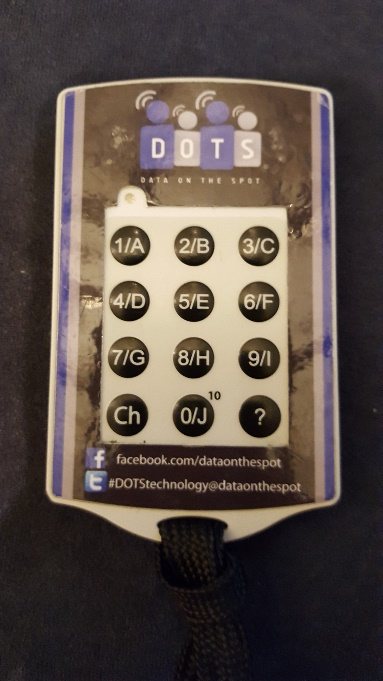 DOTS
DATA ON THE SPOT
1/A 2/B 3/C
4/D 5/E 6/F
7/G 8/H 9/I
Ch 0/J 10 ?
f facebook.com/dataonthespot
t #DOTStechnology@dataonthespot